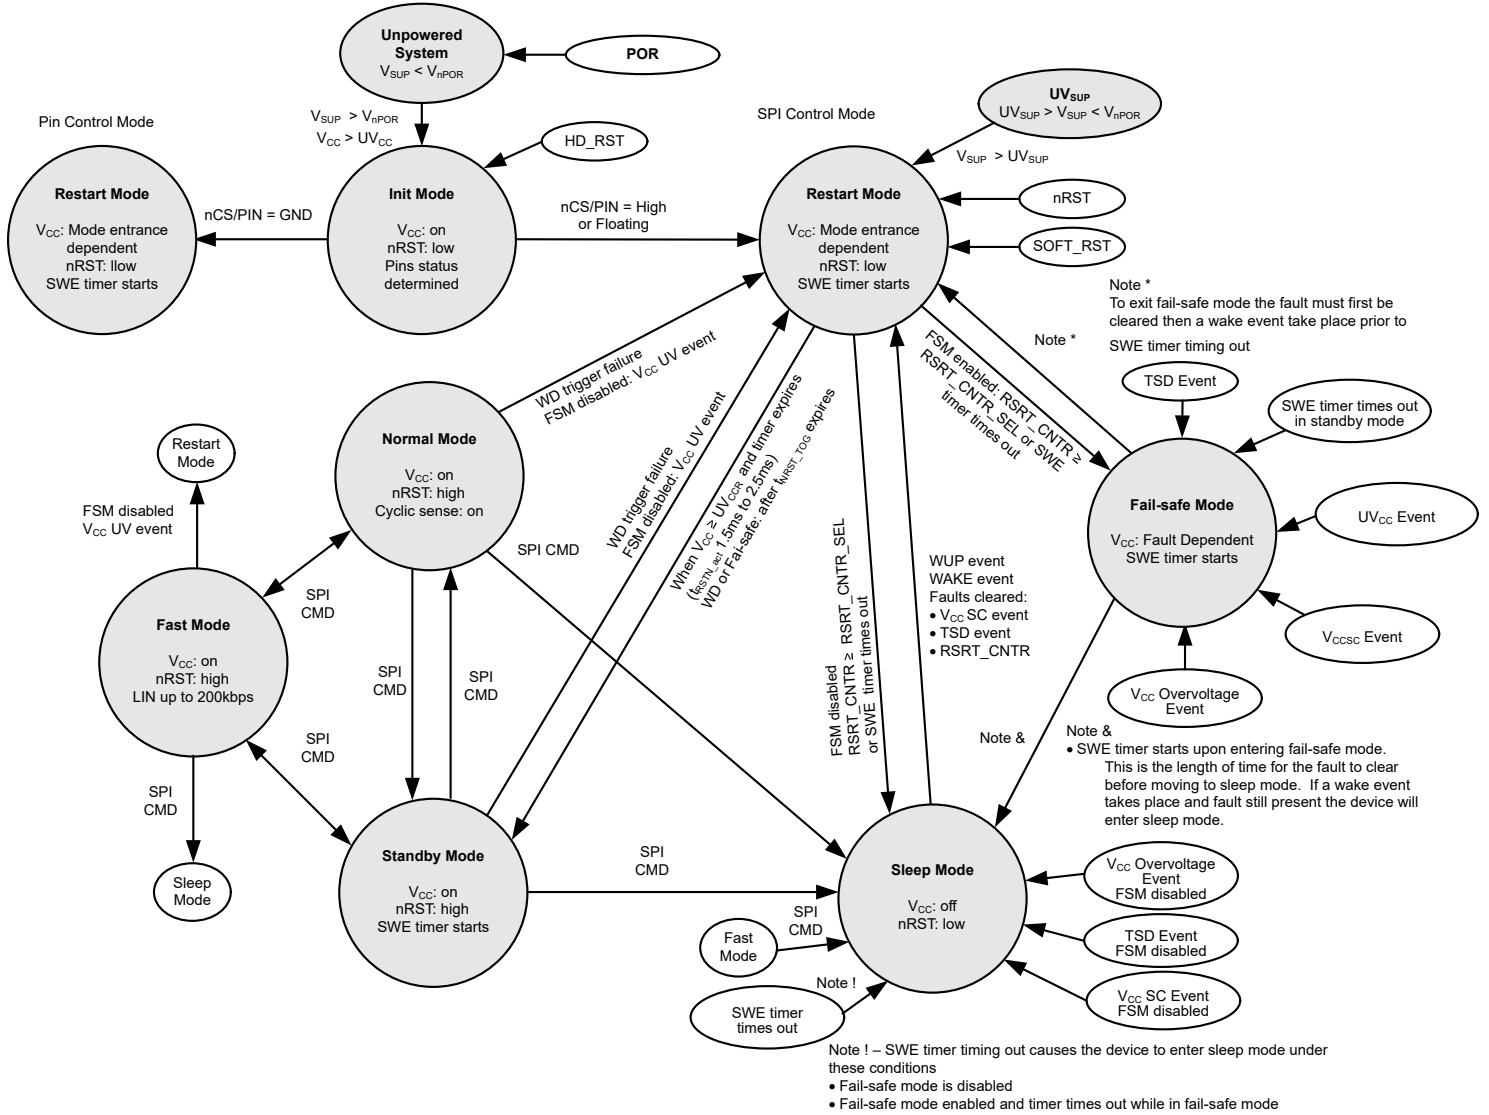 Unpowered
System
VSUP < VnPOR
POR
Pin Control Mode
VSUP > VnPOR
VCC > UVCC
HD_RST
SPI Control Mode
UVSUP
UVSUP > VSUP < VnPOR
VSUP > UVSUP
Restart Mode
VCC: Mode entrance
dependent
nRST: llow
SWE timer starts
nCS/PIN = GND
Init Mode
VCC: on
nRST: low
Pins status
determined
nCS/PIN = High
or Floating
Restart Mode
VCC: Mode entrance
dependent
nRST: low
SWE timer starts
nRST
SOFT_RST
Note *
To exit fail-safe mode the fault must first be
cleared then a wake event take place prior to
SWE timer timing out
Note *
WD trigger failure
FSM disabled: VCC UV event
FSM enabled: RSRT_CNTR ≥
RSRT_CNTR_SEL or SWE
timer times out
TSD Event
SWE timer times out
in standby mode
Normal Mode
VCC: on
nRST: high
Cyclic sense: on
Restart
Mode
FSM disabled
VCC UV event
WD trigger failure
FSM disabled: VCC UV event
When VCC ≥ UVCCR and timer expires
(tRSTN_act 1.5ms to 2.5ms)
WD or Fai-safe: after tNRST_TOG expires
SPI CMD
Fail-safe Mode
VCC: Fault Dependent
SWE timer starts
UVCC Event
FSM disabled
RSRT_CNTR ≥ RSRT_CNTR_SEL
or SWE timer times out
WUP event
WAKE event
Faults cleared:
• VCC SC event
• TSD event
• RSRT_CNTR
VCCSC Event
VCC Overvoltage
Event
SPI
CMD
Fast Mode
VCC: on
nRST: high
LIN up to 200kbps
SPI
CMD
SPI
CMD
SPI
CMD
SPI
CMD
Note &
Note &
• SWE timer starts upon entering fail-safe mode.
This is the length of time for the fault to clear
before moving to sleep mode. If a wake event
takes place and fault still present the device will
enter sleep mode.
Sleep
Mode
Standby Mode
VCC: on
nRST: high
SWE timer starts
SPI
CMD
Sleep Mode
VCC: off
nRST: low
VCC Overvoltage
Event
FSM disabled
TSD Event
FSM disabled
VCC SC Event
FSM disabled
SPI
CMD
Fast
Mode
Note !
SWE timer
times out
Note ! – SWE timer timing out causes the device to enter sleep mode under
these conditions
• Fail-safe mode is disabled
• Fail-safe mode enabled and timer times out while in fail-safe mode